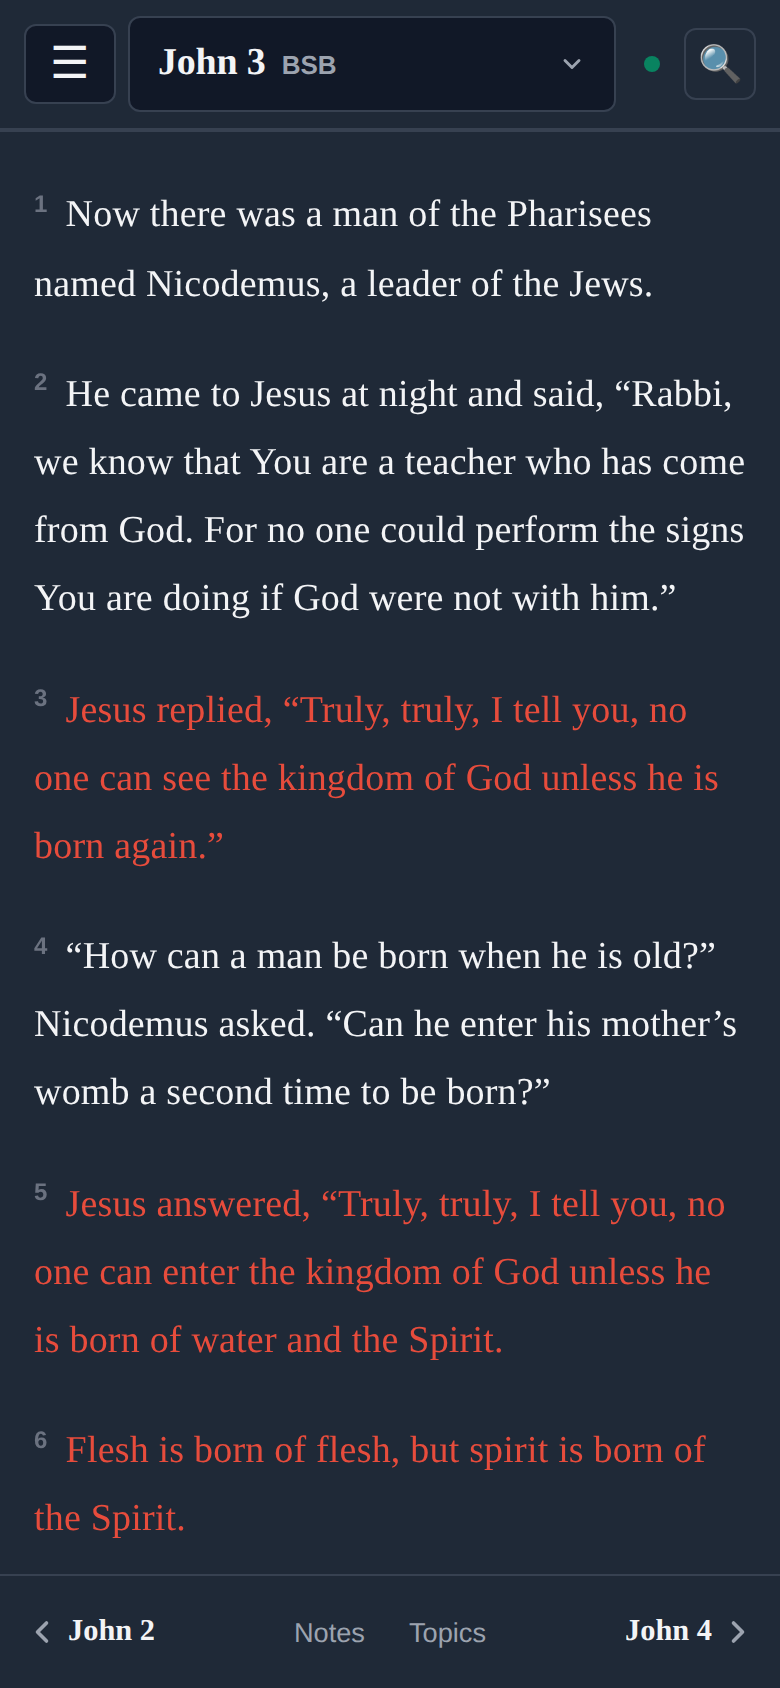 ☰ John 3 BSB
1 Now there was a man of the Pharisees
named Nicodemus, a leader of the Jews.
2 He came to Jesus at night and said, “Rabbi,
we know that You are a teacher who has come
from God. For no one could perform the signs
You are doing if God were not with him.”
3 Jesus replied, “Truly, truly, I tell you, no
one can see the kingdom of God unless he is
born again.”
4 “How can a man be born when he is old?”
Nicodemus asked. “Can he enter his mother’s
womb a second time to be born?”
5 Jesus answered, “Truly, truly, I tell you, no
one can enter the kingdom of God unless he
is born of water and the Spirit.
6 Flesh is born of flesh, but spirit is born of
the Spirit.
John 2 Notes Topics John 4